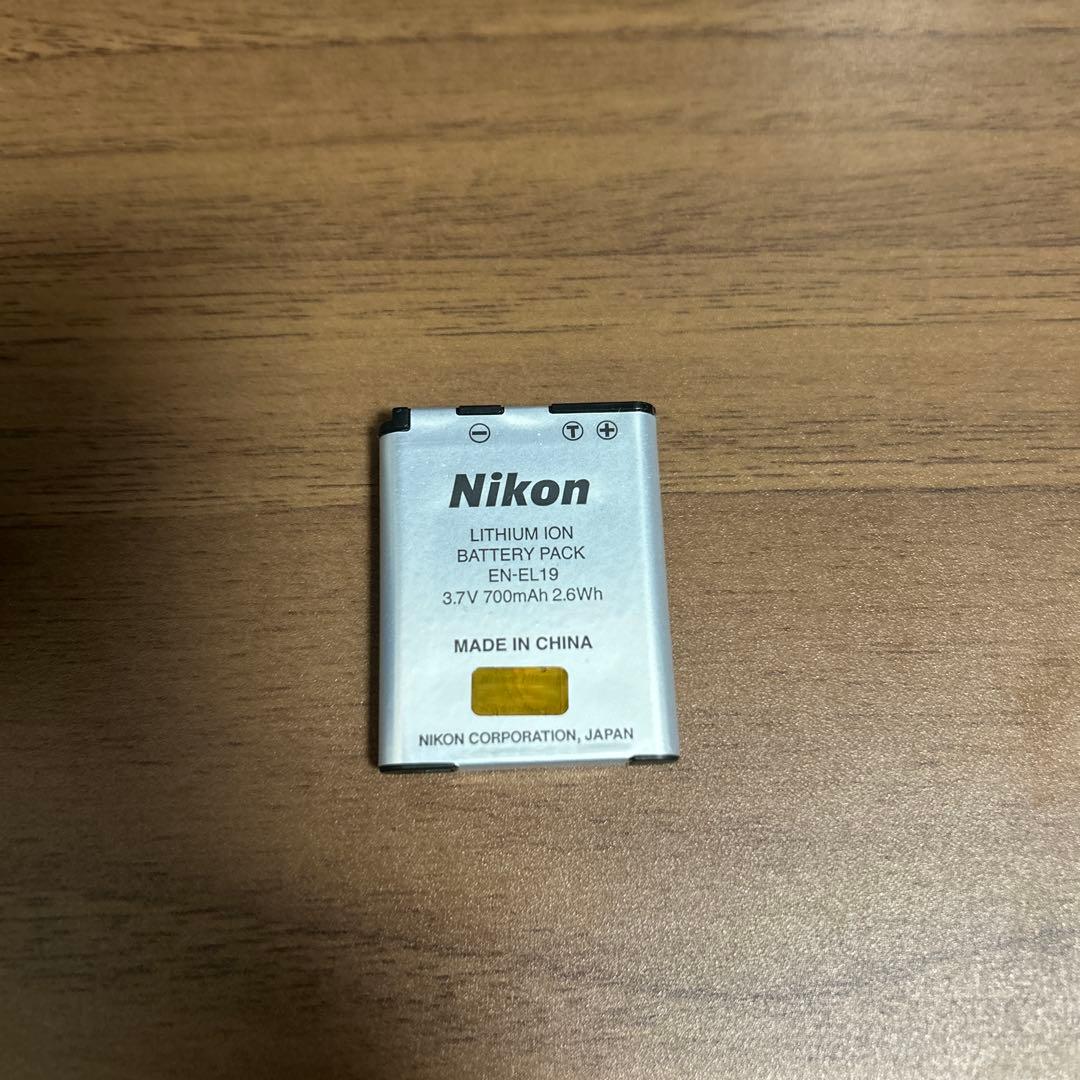 ⊖ Ⓣ ⊕
Nikon
LITHIUM ION
BATTERY PACK
EN-EL19
3.7V 700mAh 2.6Wh
MADE IN CHINA
NIKON CORPORATION, JAPAN